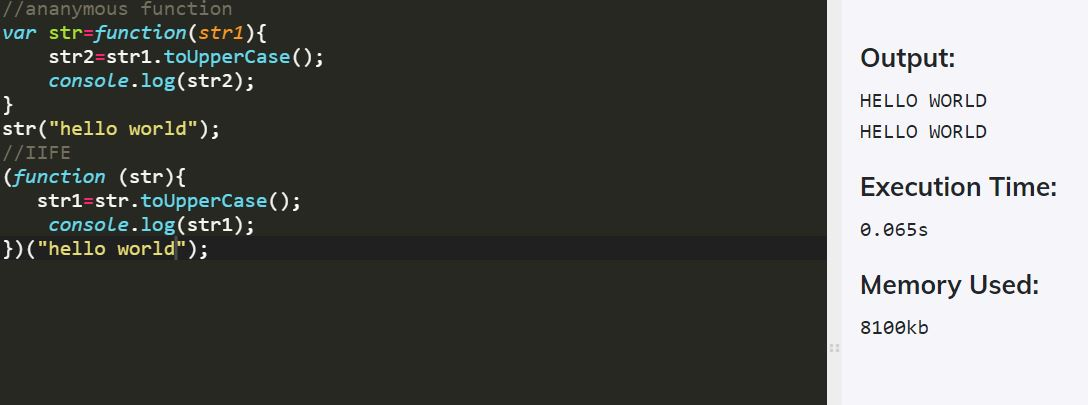 //ananymous function
var str=function(str1){
    str2=str1.toUpperCase();
    console.log(str2);
}
str("hello world");
//IIFE
(function (str){
   str1=str.toUpperCase();
    console.log(str1);
})("hello world");
Output:
HELLO WORLD
HELLO WORLD
Execution Time:
0.065s
Memory Used:
8100kb